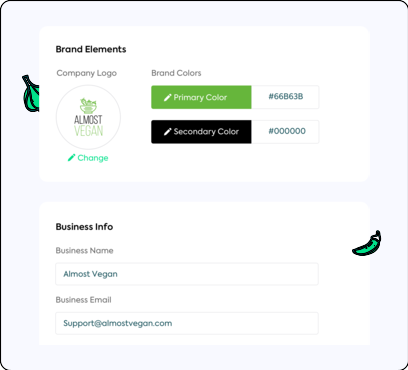 Brand Elements
Company Logo
Brand Colors
ALMOST
VEGAN
Primary Color
#66B63B
Secondary Color
#000000
Change
Business Info
Business Name
Almost Vegan
Business Email
Support@almostvegan.com